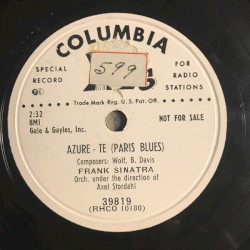 COLUMBIA
SPECIAL RECORD
599
FOR RADIO STATIONS
Trade Mark Reg. U.S. Pat. Off.
2:32
BMI
Gale & Gayles, Inc.
NOT FOR SALE
AZURE - TE (PARIS BLUES)
Composers: Wolf, B. Davis
FRANK SINATRA
Orch. under the direction of
Axel Stordahl
39819
(RHCO 10180)